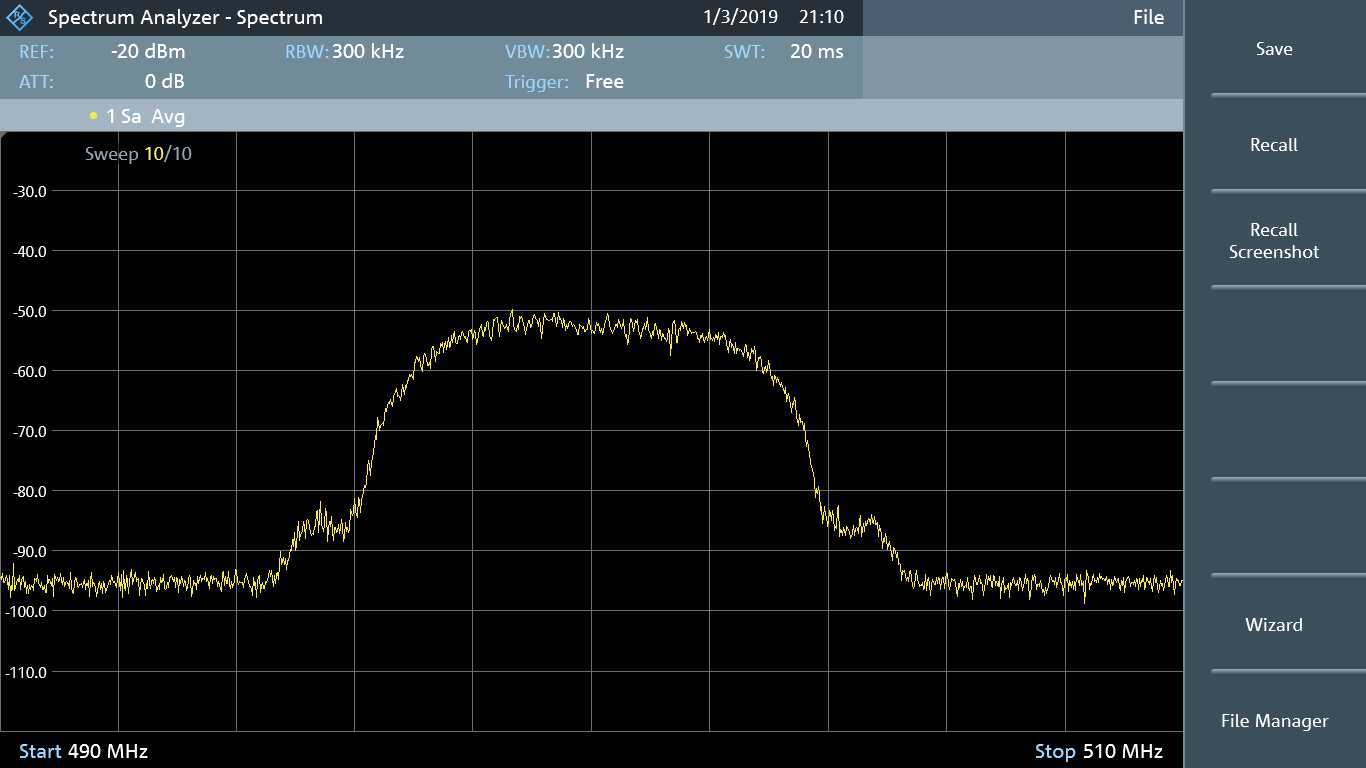 Spectrum Analyzer - Spectrum 1/3/2019 21:10 File
REF: -20 dBm RBW: 300 kHz VBW: 300 kHz SWT: 20 ms
ATT: 0 dB Trigger: Free
1 Sa Avg
Sweep 10/10
-30.0
-40.0
-50.0
-60.0
-70.0
-80.0
-90.0
-100.0
-110.0
Start 490 MHz Stop 510 MHz
Save
Recall
Recall
Screenshot
Wizard
File Manager